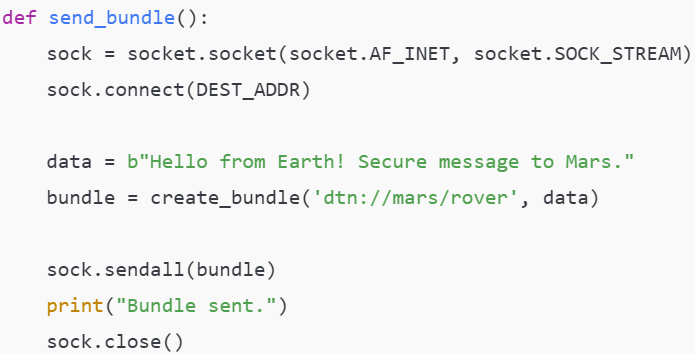 def send_bundle():
    sock = socket.socket(socket.AF_INET, socket.SOCK_STREAM)
    sock.connect(DEST_ADDR)

    data = b"Hello from Earth! Secure message to Mars."
    bundle = create_bundle('dtn://mars/rover', data)

    sock.sendall(bundle)
    print("Bundle sent.")
    sock.close()